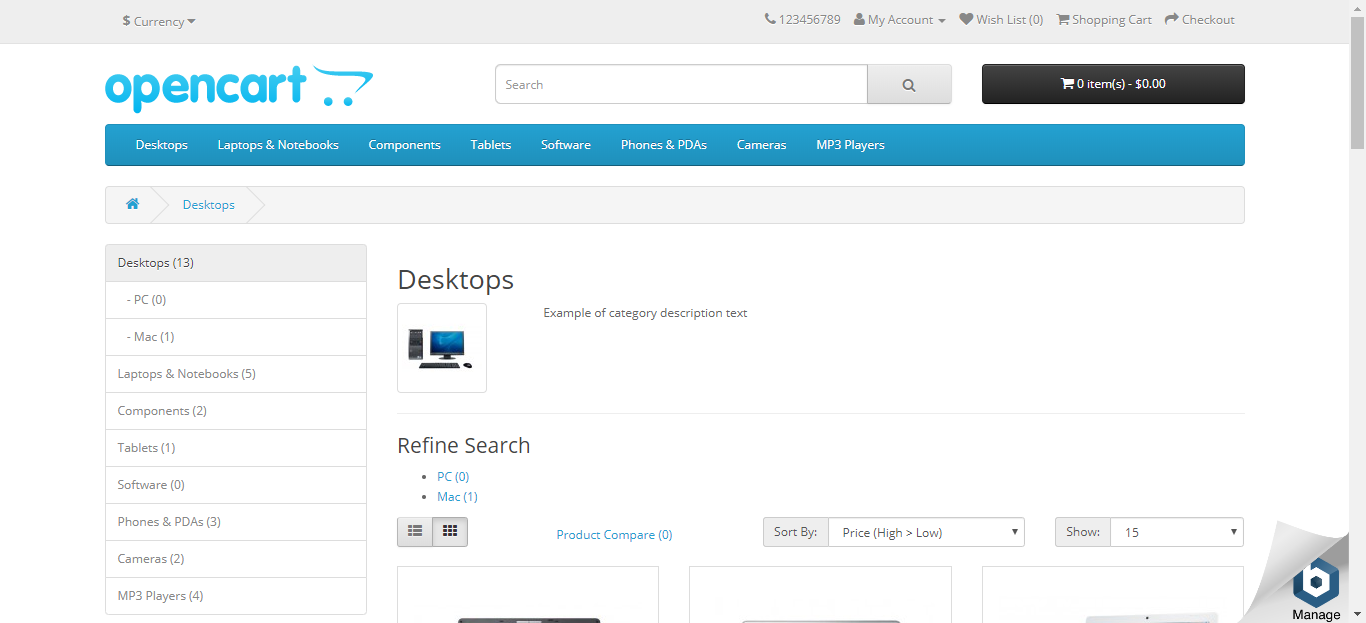 $ Currency
123456789 My Account Wish List (0) Shopping Cart Checkout
opencart
Search
0 item(s) - $0.00
Desktops Laptops & Notebooks Components Tablets Software Phones & PDAs Cameras MP3 Players
Desktops
Desktops (13)
- PC (0)
- Mac (1)
Laptops & Notebooks (5)
Components (2)
Tablets (1)
Software (0)
Phones & PDAs (3)
Cameras (2)
MP3 Players (4)
Desktops
Example of category description text
Refine Search
PC (0)
Mac (1)
Product Compare (0)
Sort By: Price (High > Low)
Show: 15
Manage